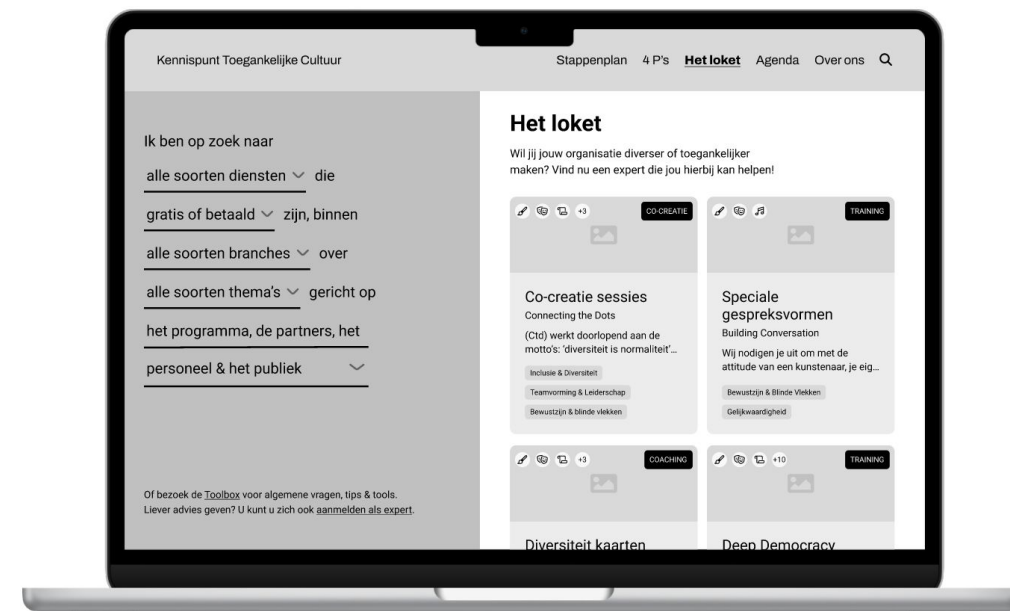 Kennispunt Toegankelijke Cultuur
Stappenplan 4 P's Het loket Agenda Over ons
Ik ben op zoek naar
alle soorten diensten die
gratis of betaald zijn, binnen
alle soorten branches over
alle soorten thema's gericht op
het programma, de partners, het
personeel & het publiek
Of bezoek de Toolbox voor algemene vragen, tips & tools.
Liever advies geven? U kunt u zich ook aanmelden als expert.
Het loket
Wil jij jouw organisatie diverser of toegankelijker
maken? Vind nu een expert die jou hierbij kan helpen!
+3 CO-CREATIE
Co-creatie sessies
Connecting the Dots
(Ctd) werkt doorlopend aan de
motto's: 'diversiteit is normaliteit'...
Inclusie & Diversiteit
Teamvorming & Leiderschap
Bewustzijn & blinde vlekken
TRAINING
Speciale
gespreksvormen
Building Conversation
Wij nodigen je uit om met de
attitude van een kunstenaar, je eig...
Bewustzijn & Blinde Vlekken
Gelijkwaardigheid
+3 COACHING
Diversiteit kaarten
+10 TRAINING
Deep Democracy